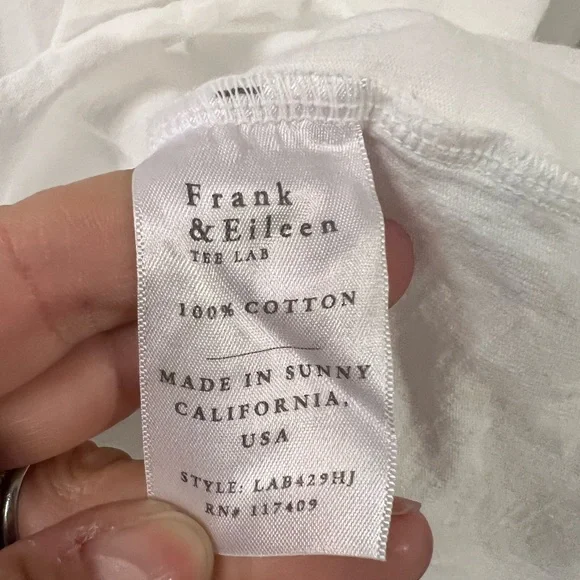 Frank
& Eileen
TEE LAB
100% COTTON
MADE IN SUNNY
CALIFORNIA,
USA
STYLE: LAB429HJ
RN# 117409